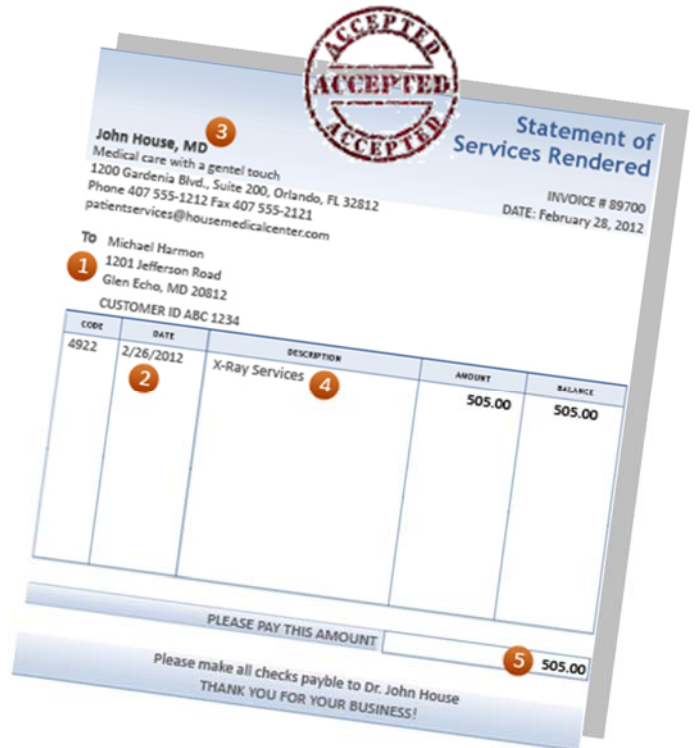 ACCEPTED
ACCEPTED
ACCEPTED
Statement of
Services Rendered
3
John House, MD
Medical care with a gentel touch
1200 Gardenia Blvd., Suite 200, Orlando, FL 32812
Phone 407 555-1212 Fax 407 555-2121
patientservices@housemedicalcenter.com
INVOICE # 89700
DATE: February 28, 2012
To Michael Harmon
1 1201 Jefferson Road
Glen Echo, MD 20812
CUSTOMER ID ABC 1234
CODE DATE DESCRIPTION AMOUNT BALANCE
4922 2/26/2012 X-Ray Services 505.00 505.00
2 4
PLEASE PAY THIS AMOUNT 5 505.00
Please make all checks payble to Dr. John House
THANK YOU FOR YOUR BUSINESS!